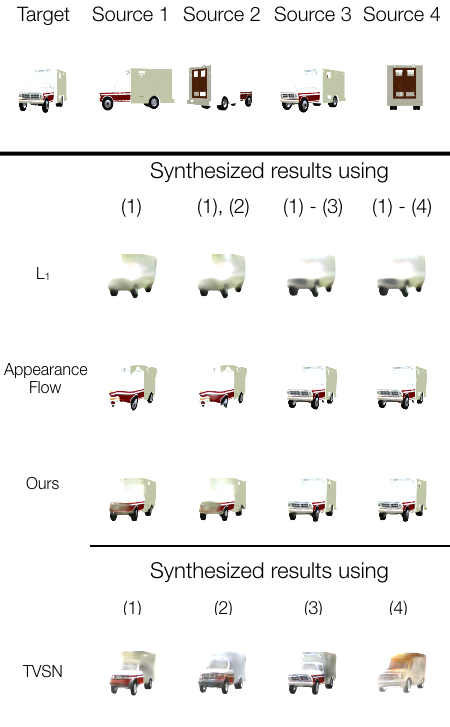 Target Source 1 Source 2 Source 3 Source 4
Synthesized results using
(1) (1), (2) (1) - (3) (1) - (4)
L₁
Appearance
Flow
Ours
Synthesized results using
(1) (2) (3) (4)
TVSN